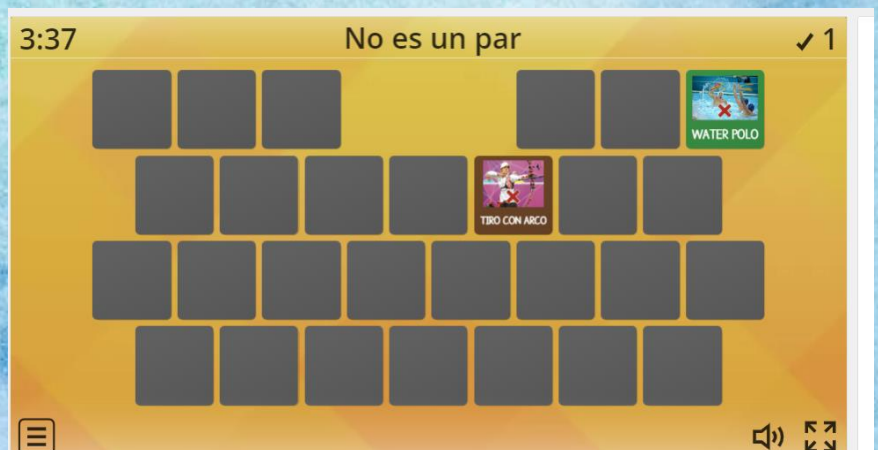 3:37
No es un par
✓ 1
WATER POLO
TIRO CON ARCO